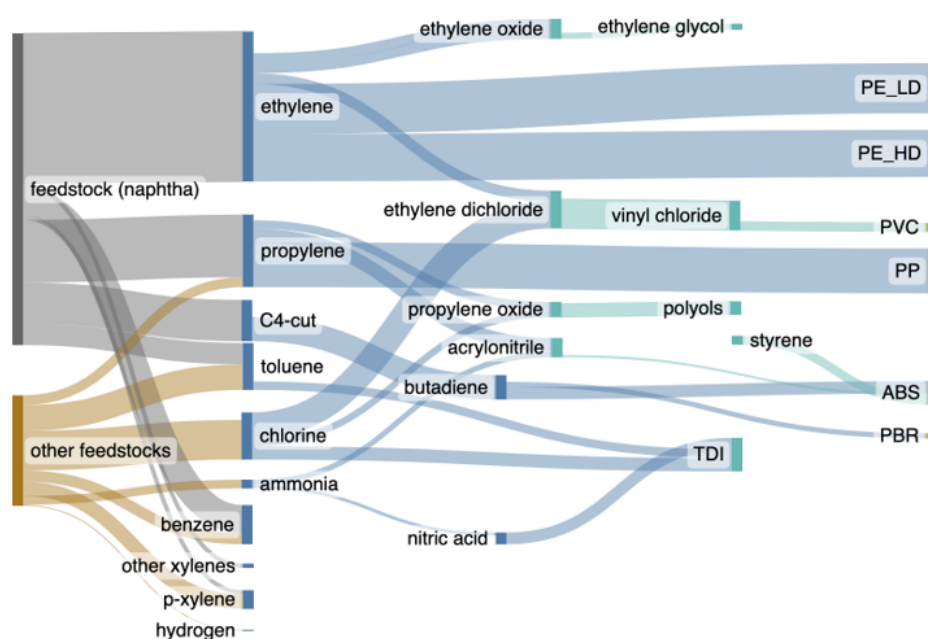 ethylene oxide
ethylene glycol
PE_LD
ethylene
PE_HD
feedstock (naphtha)
ethylene dichloride
vinyl chloride
PVC
propylene
PP
propylene oxide
polyols
C4-cut
acrylonitrile
styrene
toluene
butadiene
ABS
chlorine
PBR
other feedstocks
TDI
ammonia
benzene
nitric acid
other xylenes
p-xylene
hydrogen